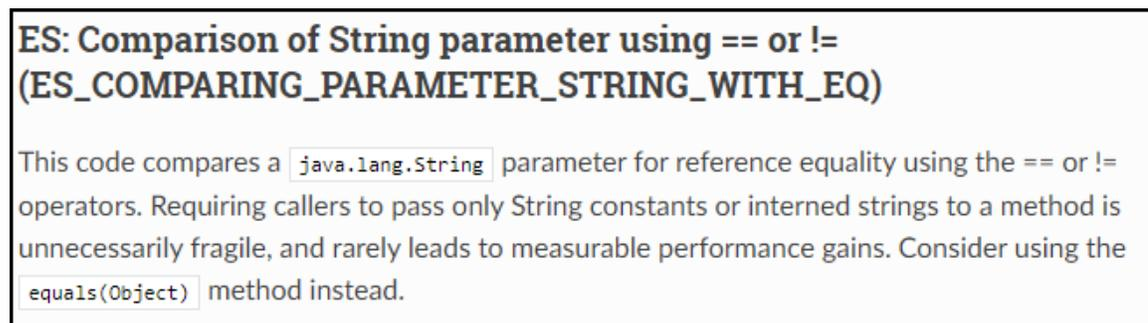 ES: Comparison of String parameter using == or !=
(ES_COMPARING_PARAMETER_STRING_WITH_EQ)
This code compares a java.lang.String parameter for reference equality using the == or !=
operators. Requiring callers to pass only String constants or interned strings to a method is
unnecessarily fragile, and rarely leads to measurable performance gains. Consider using the
equals(Object) method instead.